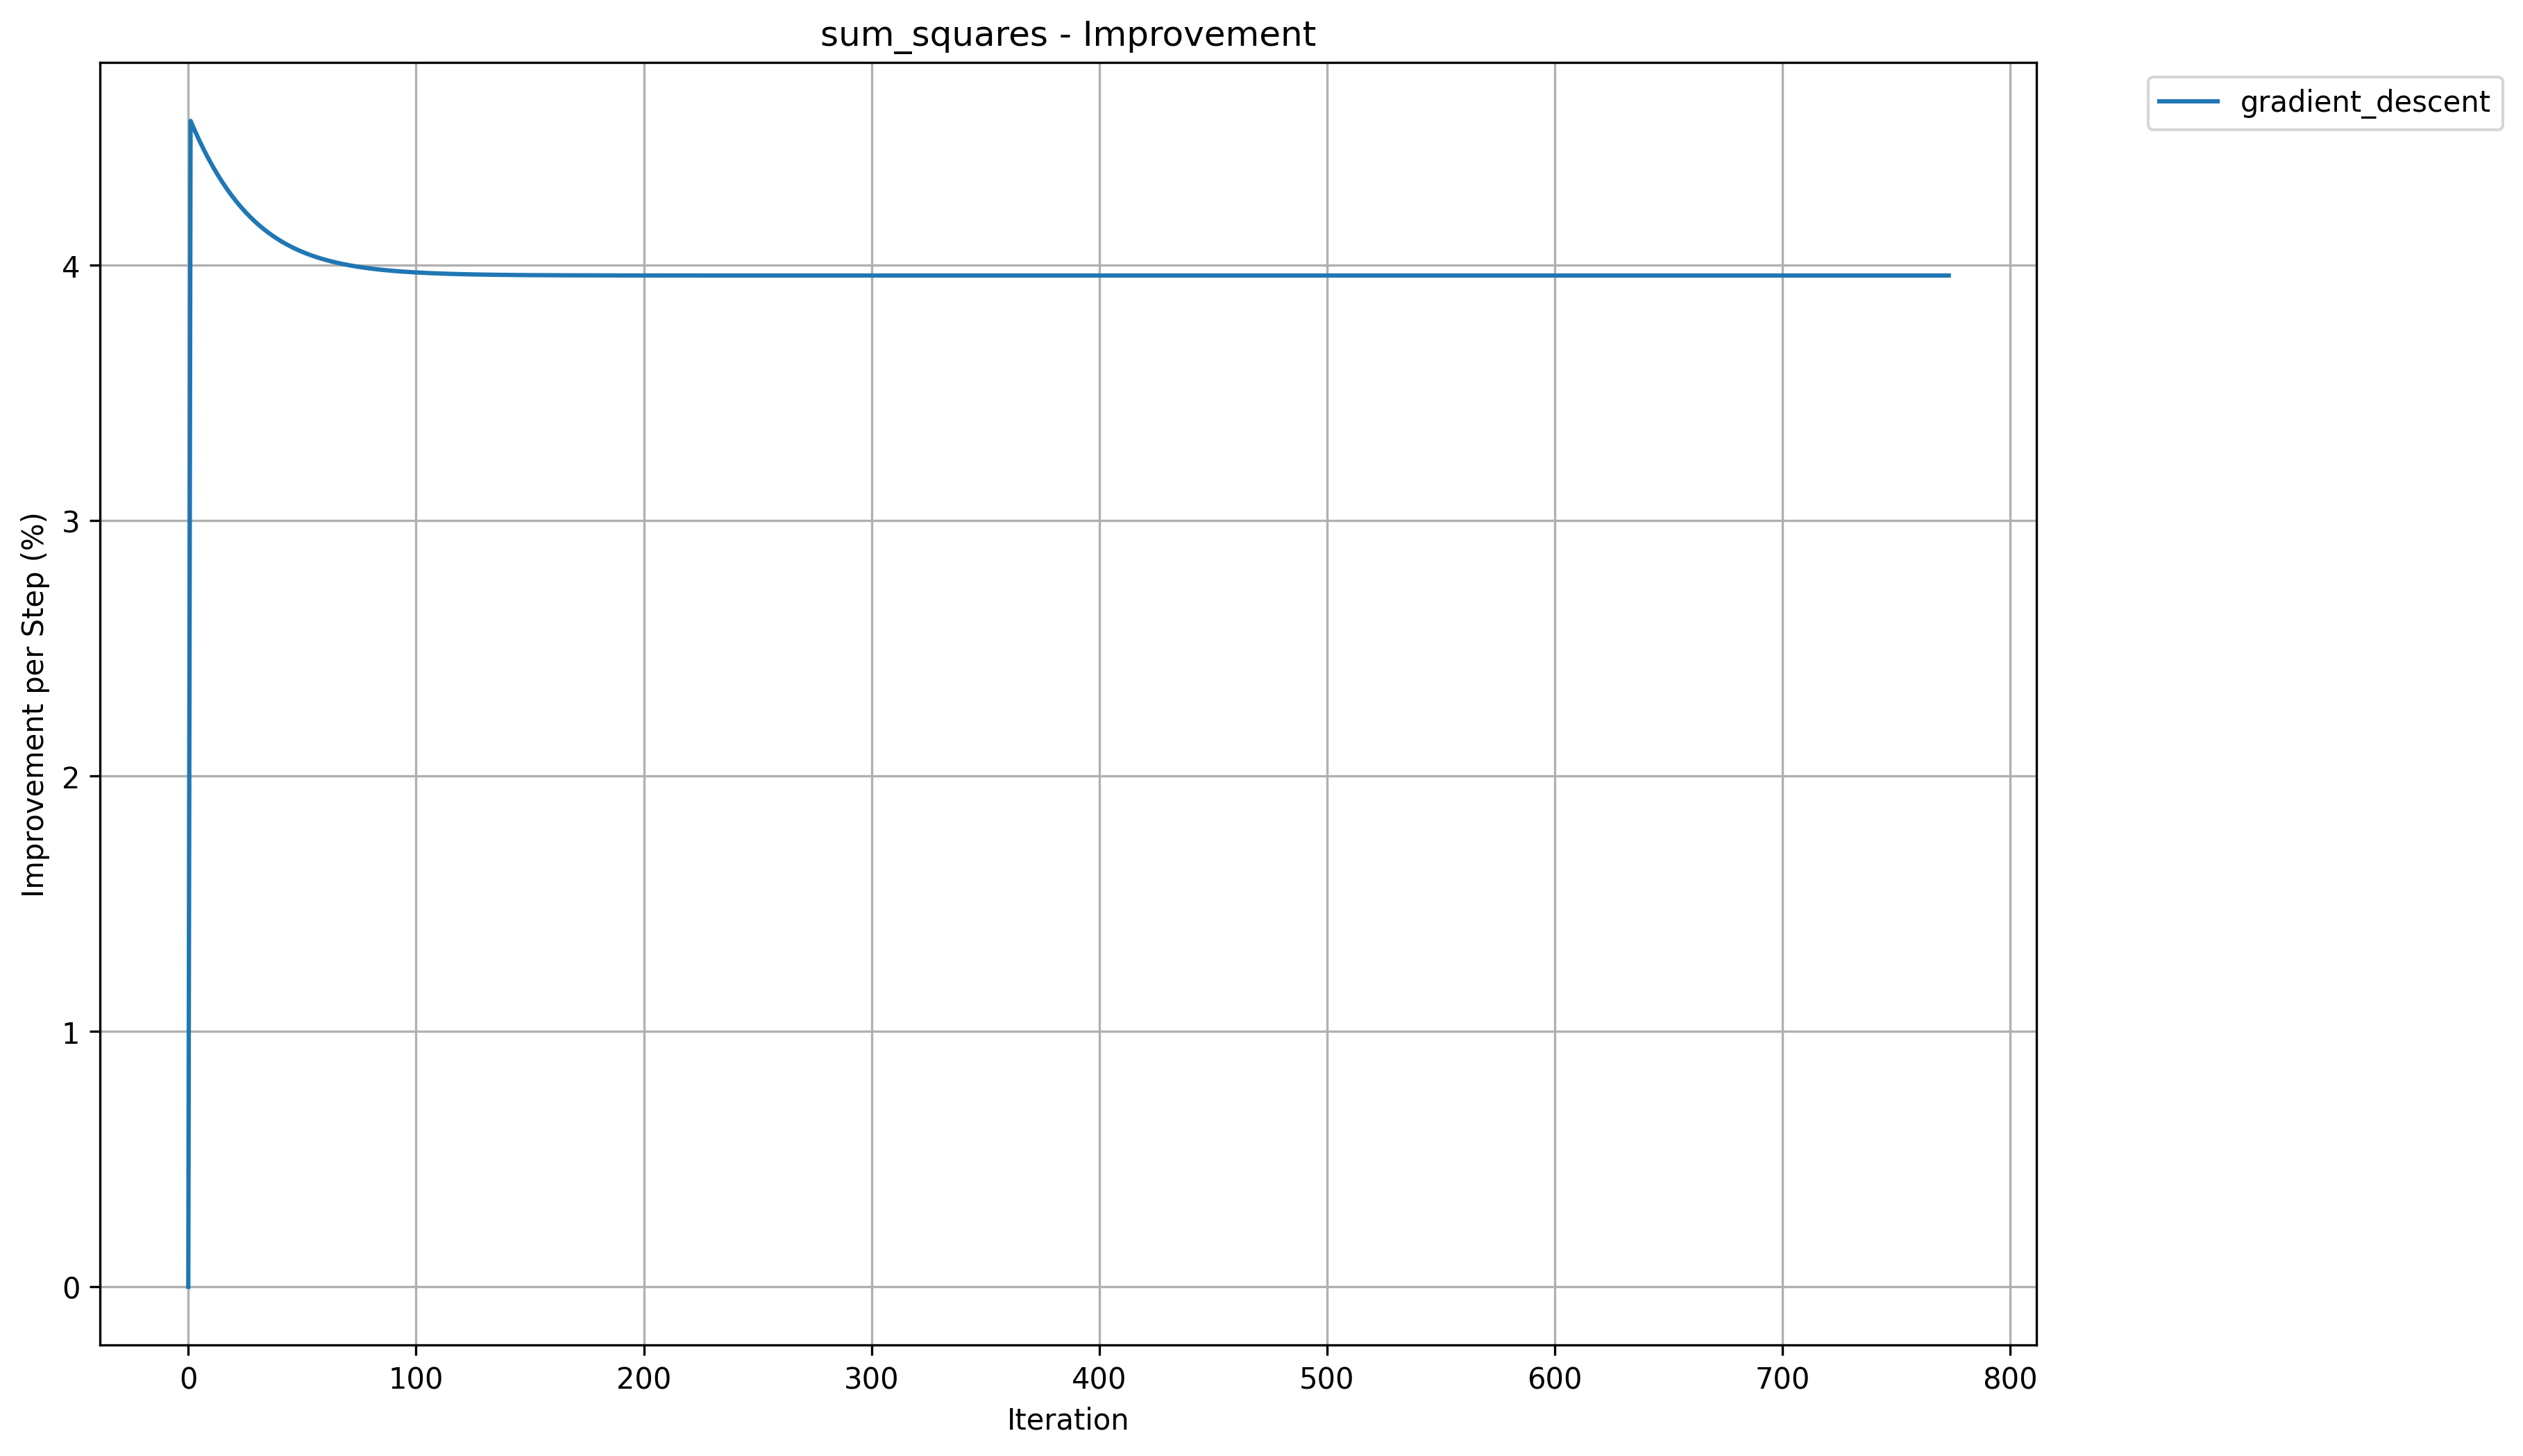 sum_squares - Improvement
gradient_descent
Improvement per Step (%)
4
3
2
1
0
0 100 200 300 400 500 600 700 800
Iteration